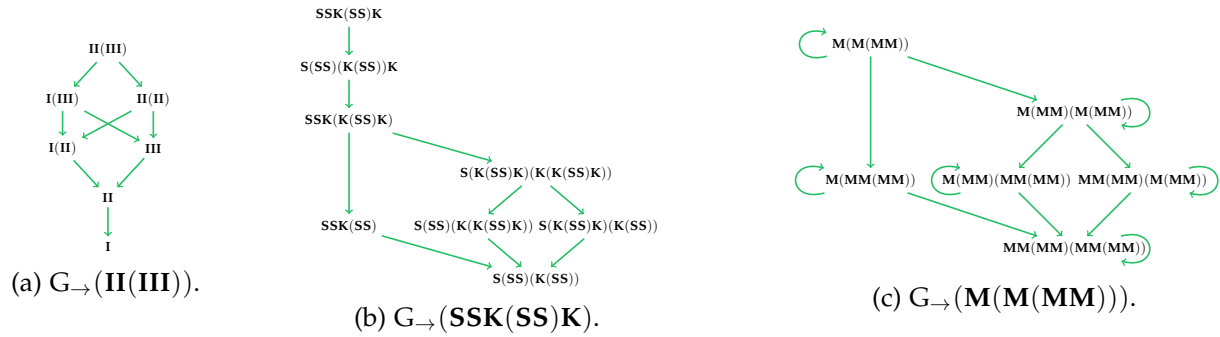 II(III)
I(III) II(II)
I(II) III
II
I
(a) G→(II(III)).
SSK(SS)K
S(SS)(K(SS))K
SSK(K(SS)K)
S(K(SS)K)(K(K(SS)K))
SSK(SS) S(SS)(K(K(SS)K)) S(K(SS)K)(K(SS))
S(SS)(K(SS))
(b) G→(SSK(SS)K).
M(M(MM))
M(MM)(M(MM))
M(MM(MM)) M(MM)(MM(MM)) MM(MM)(M(MM))
MM(MM)(MM(MM))
(c) G→(M(M(MM))).